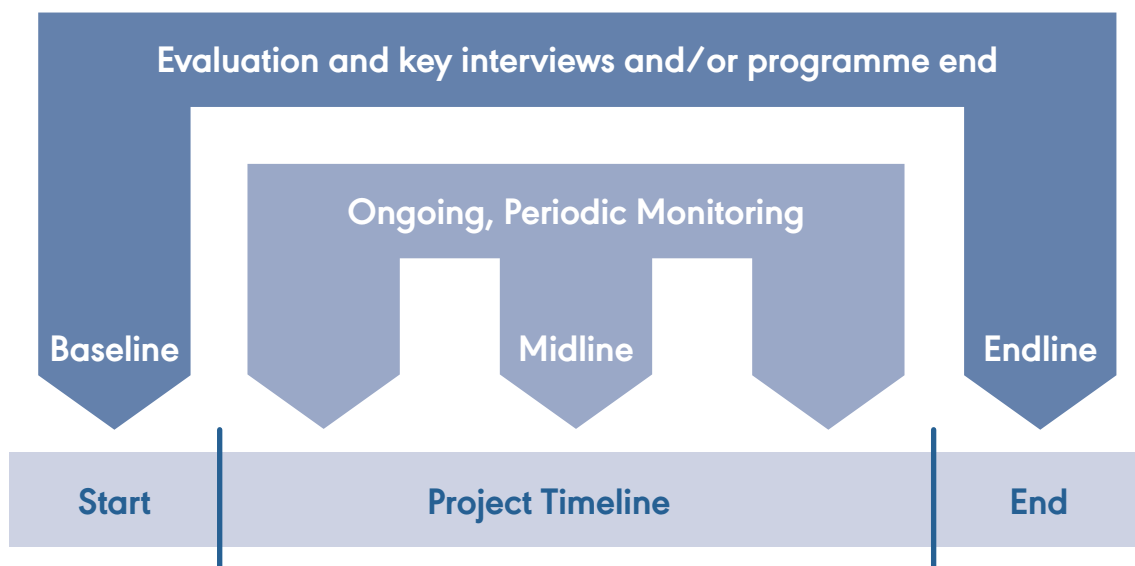 Evaluation and key interviews and/or programme end
Ongoing, Periodic Monitoring
Baseline
Midline
Endline
Start
Project Timeline
End